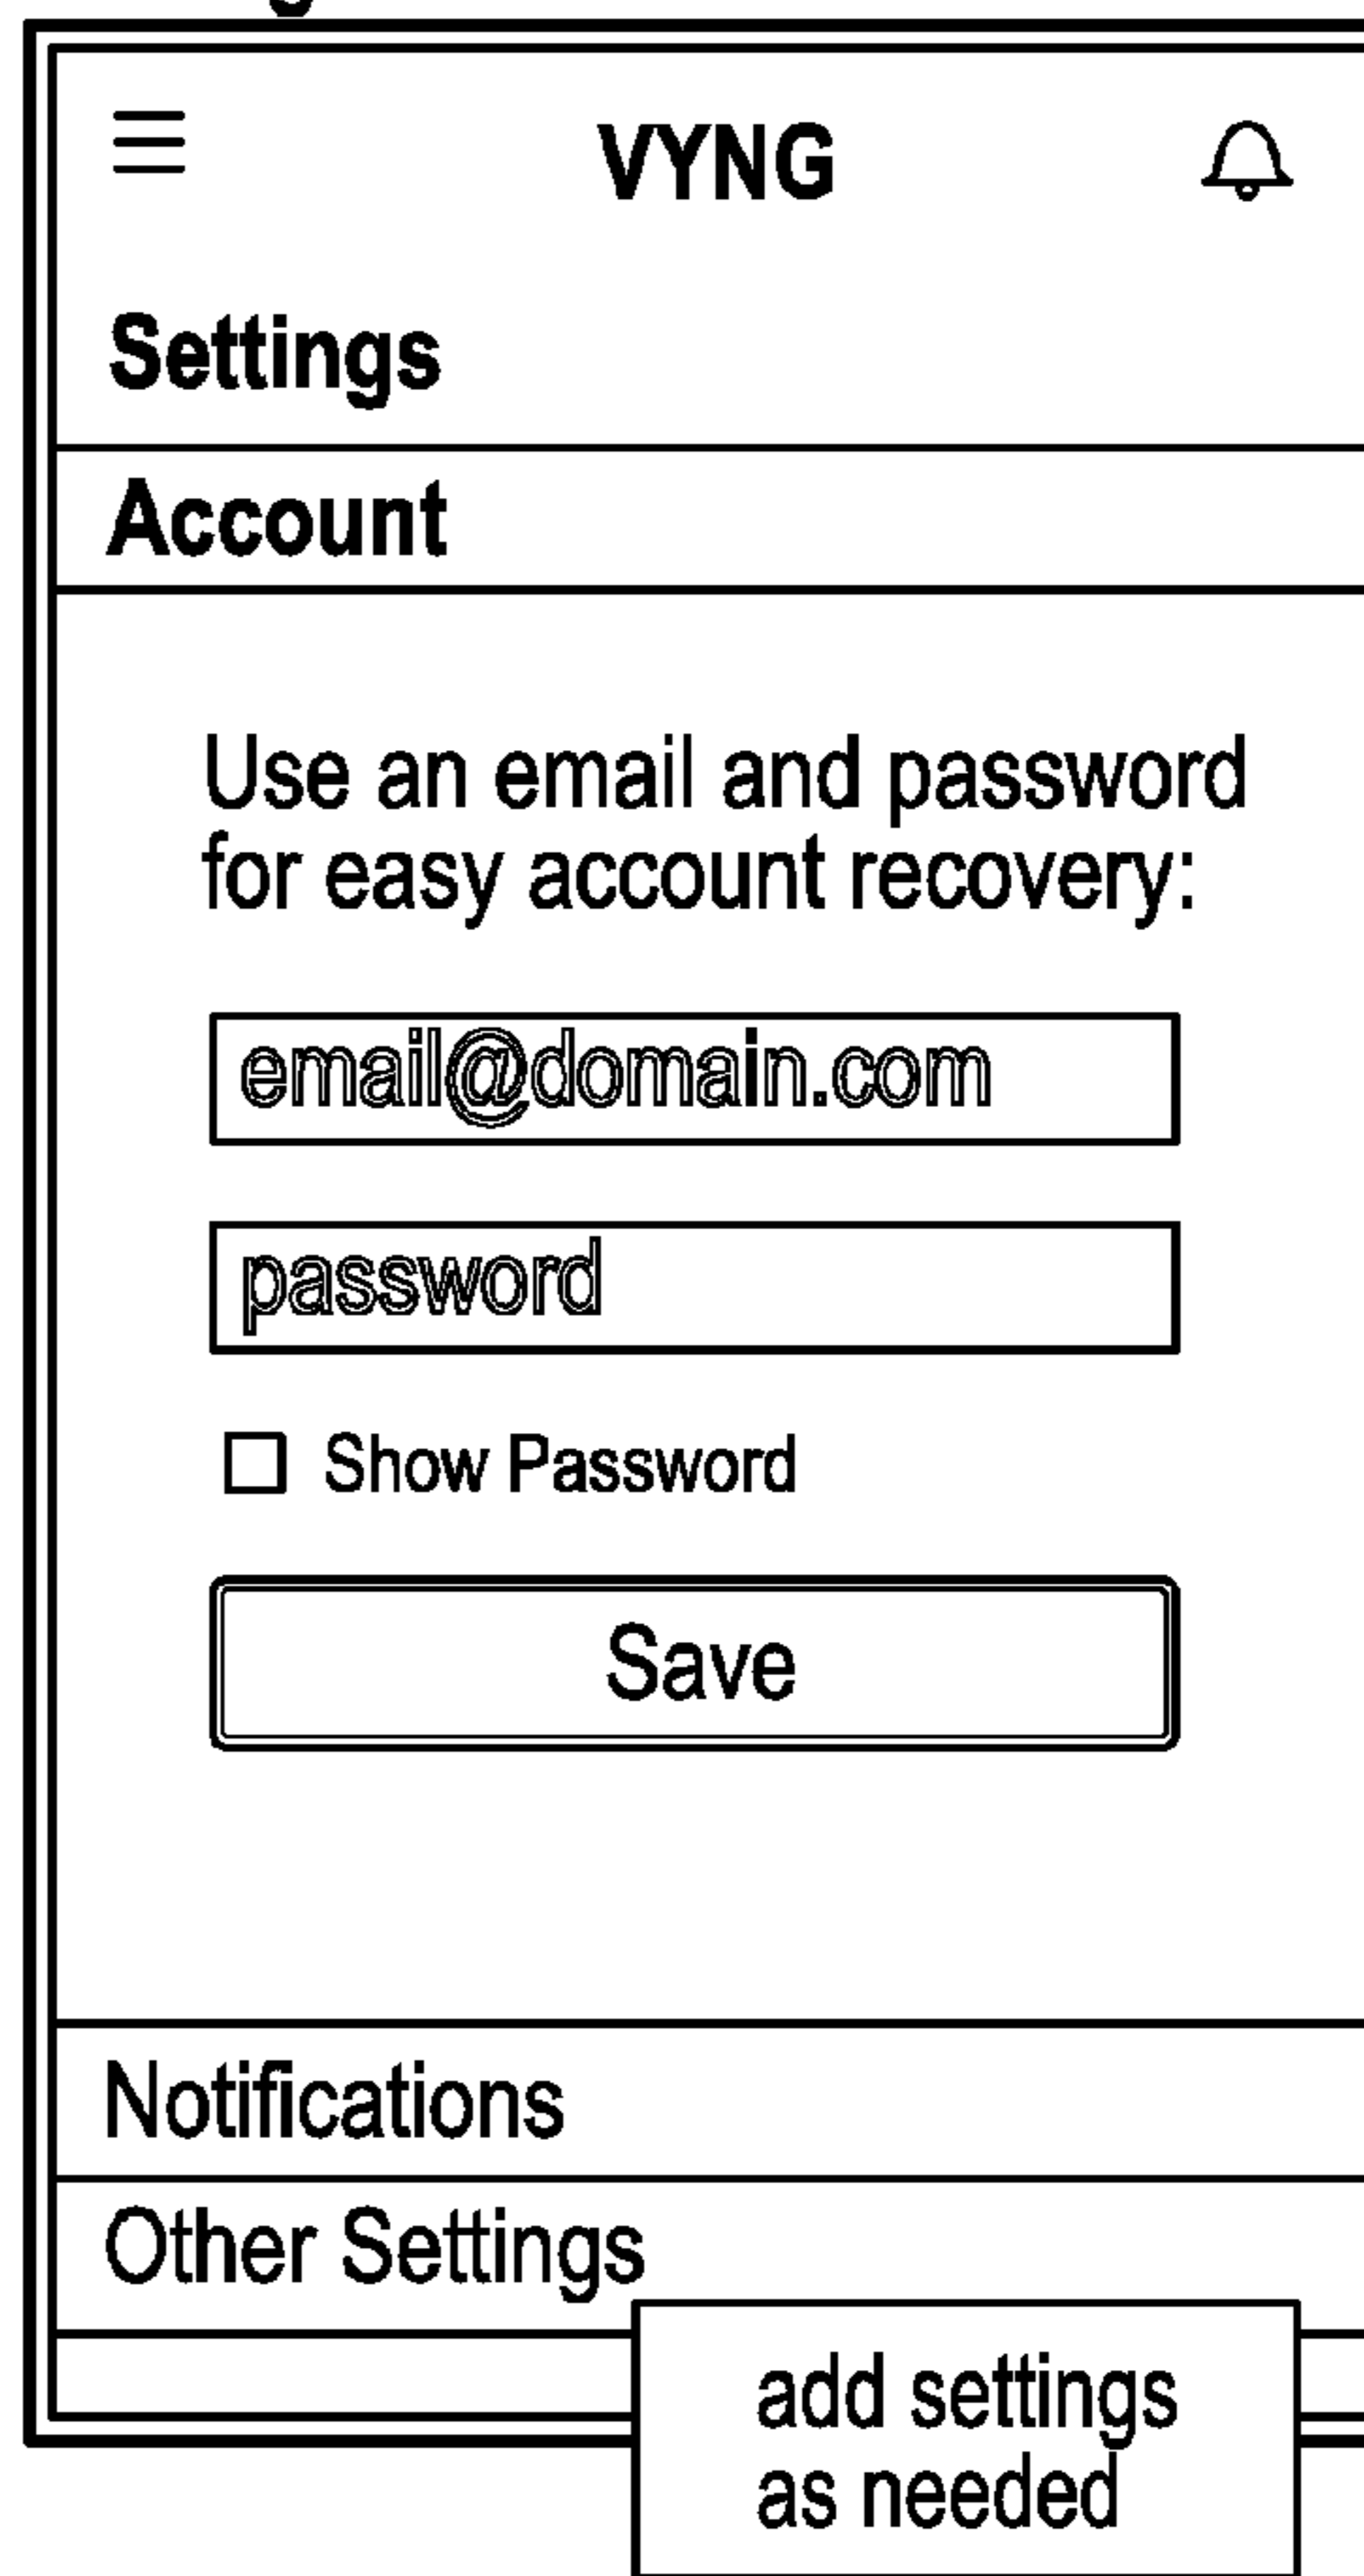 VYNG
Settings
Account
Use an email and password
for easy account recovery:
email@domain.com
password
Show Password
Save
Notifications
Other Settings
add settings
as needed